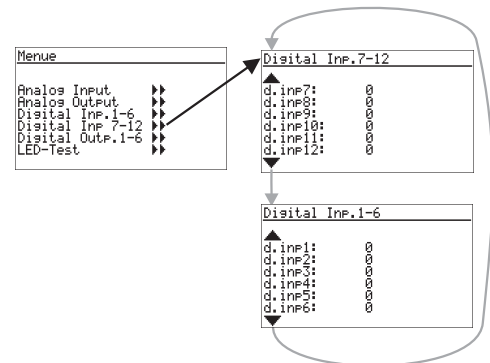 Menue
Analog Input
Analog Output
Digital Inp.1-6
Digital Inp 7-12
Digital Outp.1-6
LED-Test
Digital Inp.7-12
d.inp7: 0
d.inp8: 0
d.inp9: 0
d.inp10: 0
d.inp11: 0
d.inp12: 0
Digital Inp.1-6
d.inp1: 0
d.inp2: 0
d.inp3: 0
d.inp4: 0
d.inp5: 0
d.inp6: 0